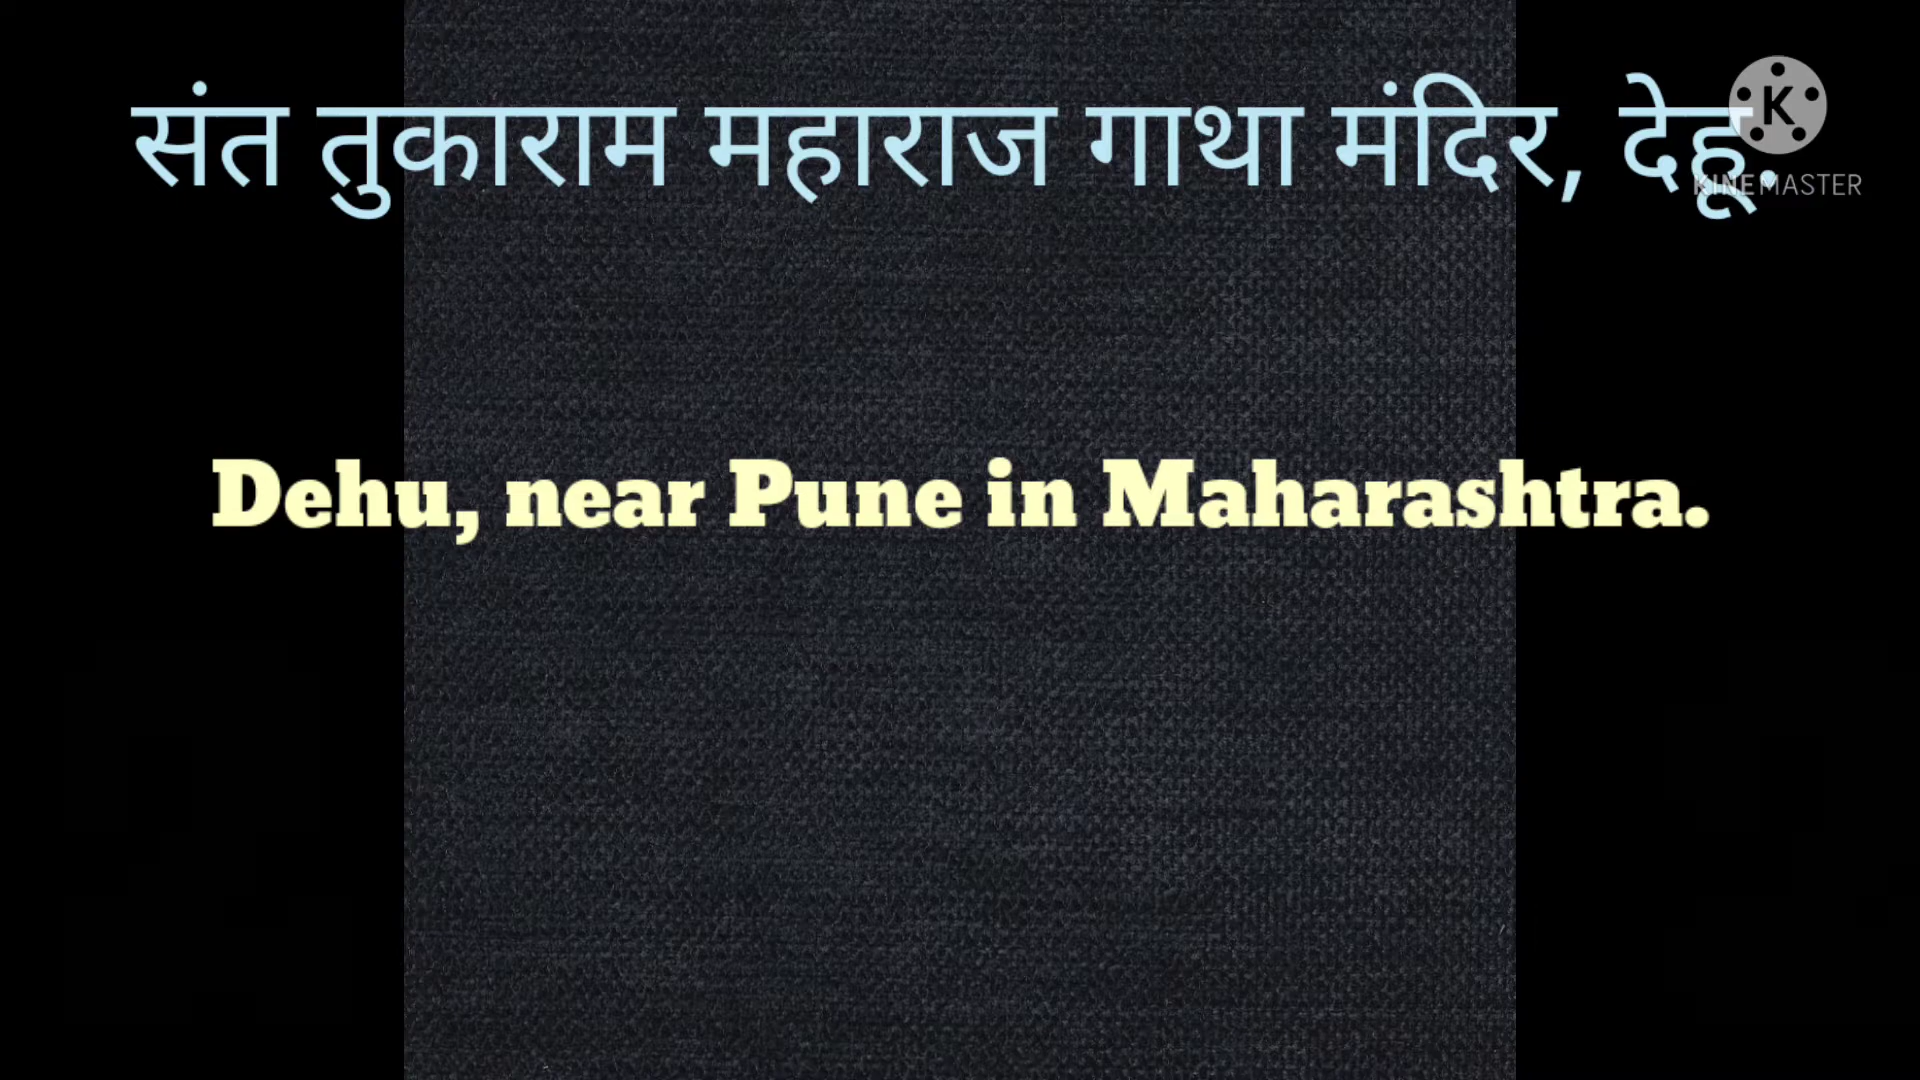 संत तुकाराम महाराज गाथा मंदिर, देहू.
K
KINEMASTER
Dehu, near Pune in Maharashtra.